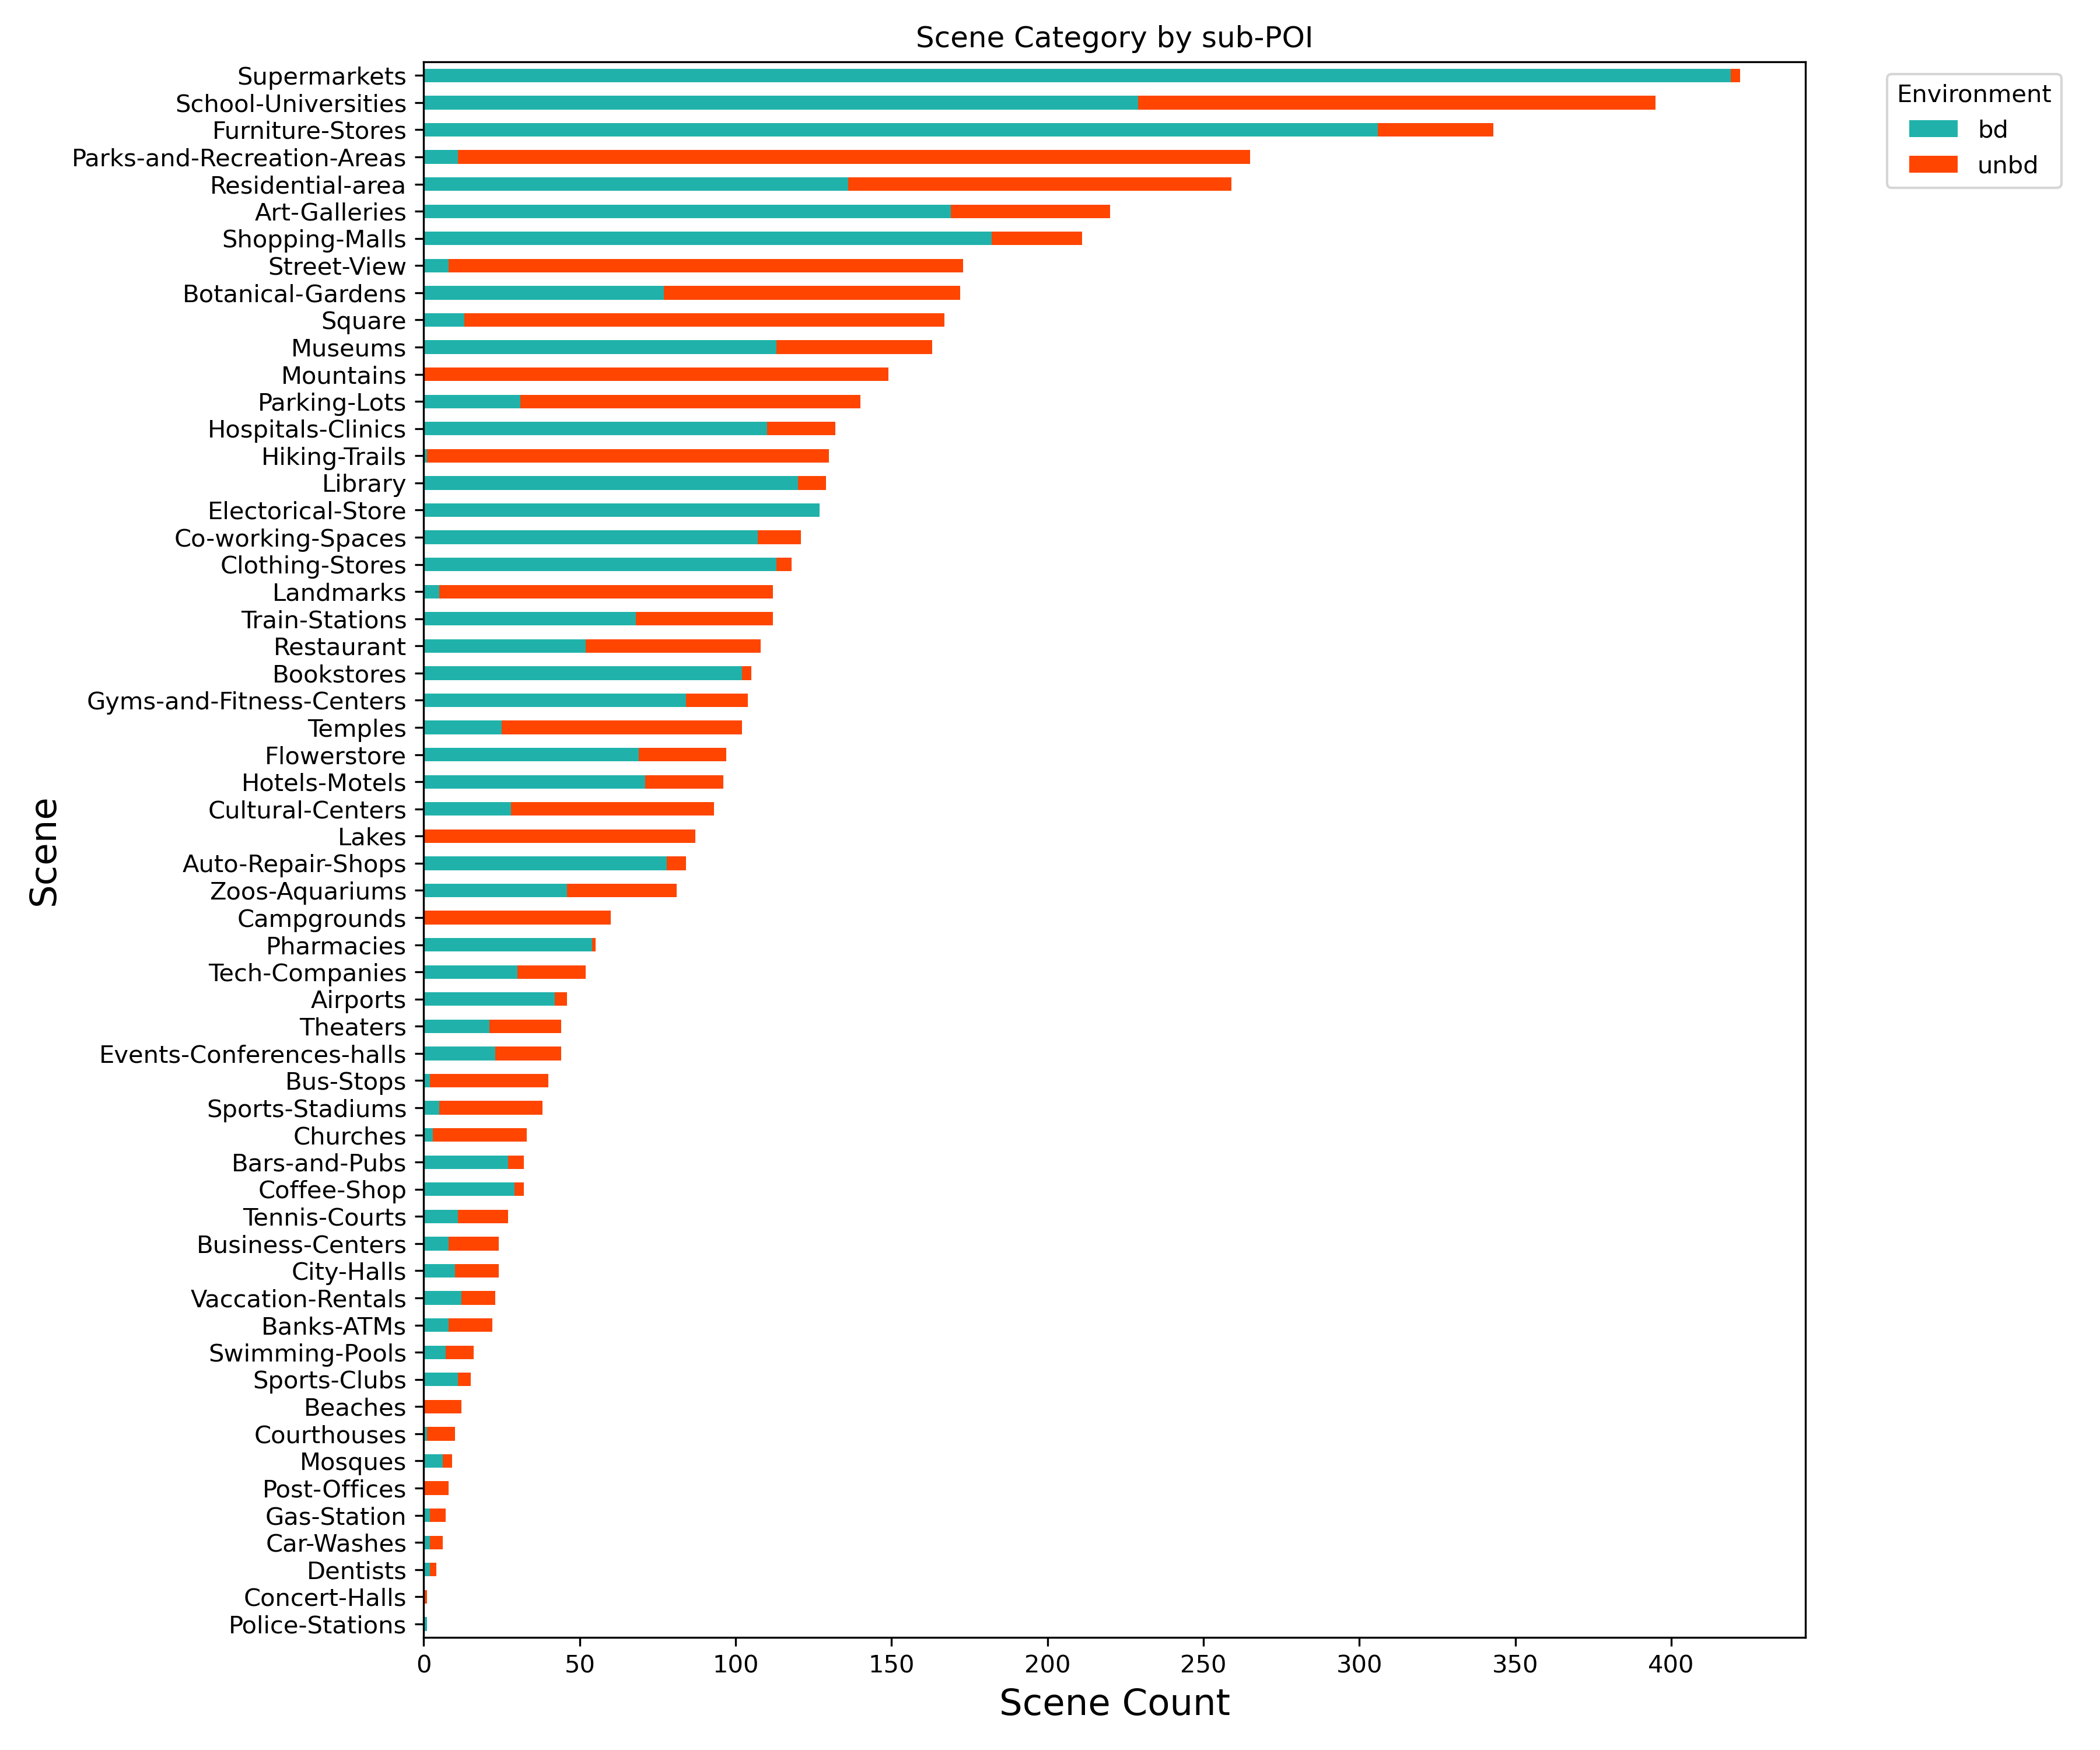 Scene Category by sub-POI
Supermarkets
School-Universities
Furniture-Stores
Parks-and-Recreation-Areas
Residential-area
Art-Galleries
Shopping-Malls
Street-View
Botanical-Gardens
Square
Museums
Mountains
Parking-Lots
Hospitals-Clinics
Hiking-Trails
Library
Electorical-Store
Co-working-Spaces
Clothing-Stores
Landmarks
Train-Stations
Restaurant
Bookstores
Gyms-and-Fitness-Centers
Temples
Flowerstore
Hotels-Motels
Cultural-Centers
Lakes
Auto-Repair-Shops
Zoos-Aquariums
Campgrounds
Pharmacies
Tech-Companies
Airports
Theaters
Events-Conferences-halls
Bus-Stops
Sports-Stadiums
Churches
Bars-and-Pubs
Coffee-Shop
Tennis-Courts
Business-Centers
City-Halls
Vaccation-Rentals
Banks-ATMs
Swimming-Pools
Sports-Clubs
Beaches
Courthouses
Mosques
Post-Offices
Gas-Station
Car-Washes
Dentists
Concert-Halls
Police-Stations
Scene
0 50 100 150 200 250 300 350 400
Scene Count
Environment
bd
unbd